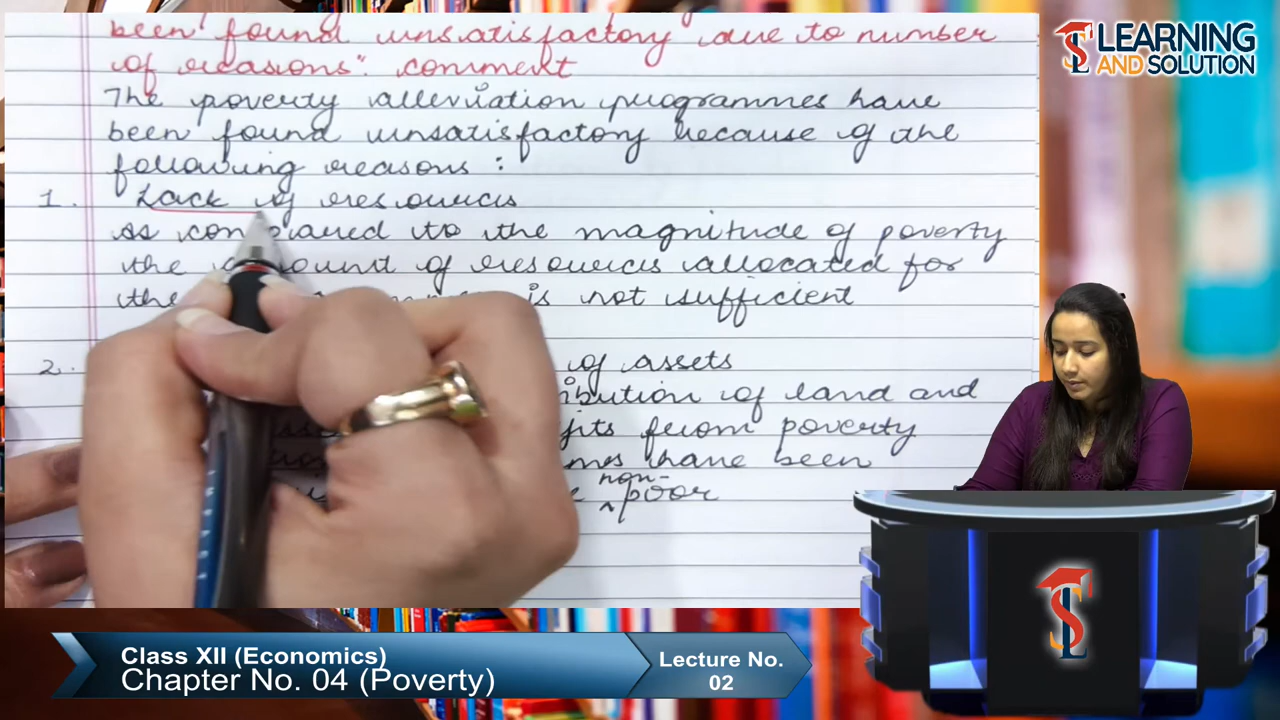 been found unsatisfactory due to number
of reasons". comment
The poverty alleviation programmes have
been found unsatisfactory because of the
following reasons :
1. Lack of resources
As compared to the magnitude of poverty
the amount of resources allocated for
the is not sufficient
2. of assets
of land and
from poverty
have been
non-
poor
LEARNING
AND SOLUTION
Class XII (Economics)
Chapter No. 04 (Poverty)
Lecture No.
02